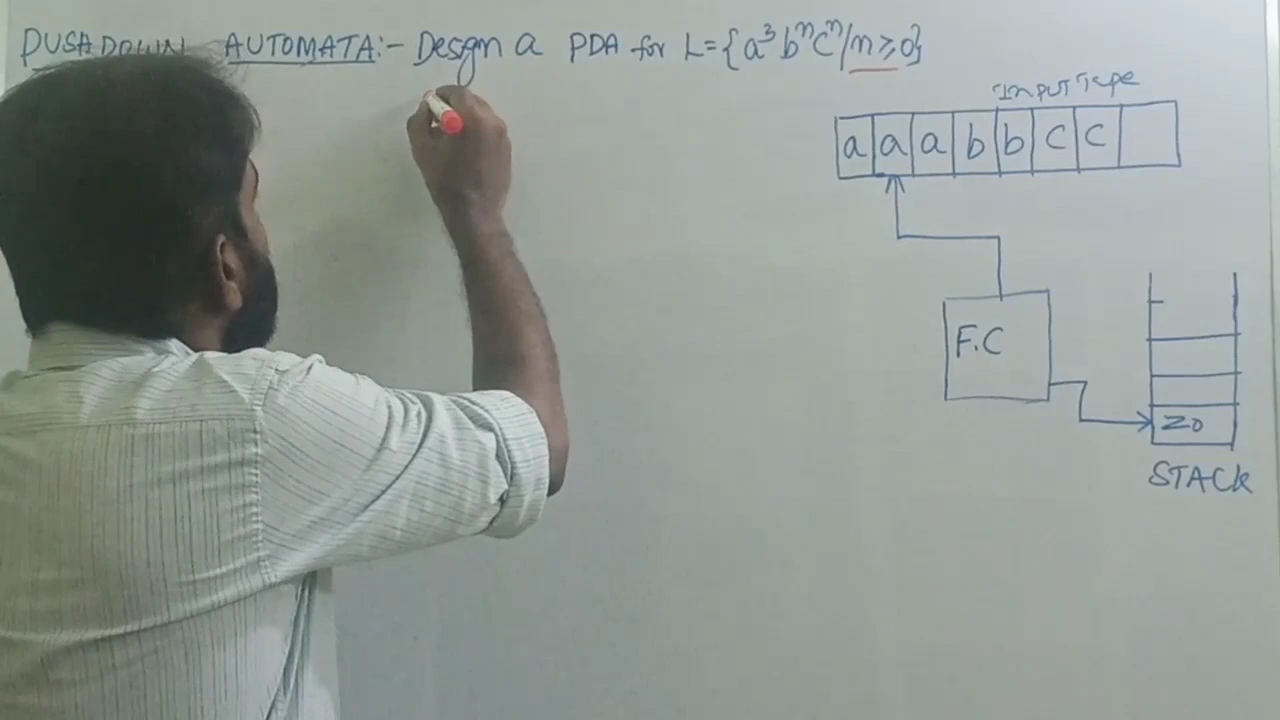 PUSHDOWN AUTOMATA:- Design a PDA for L={a³bⁿcⁿ/n≥0}
Input Tape
a a a b b c c
F.C
Z0
STACK